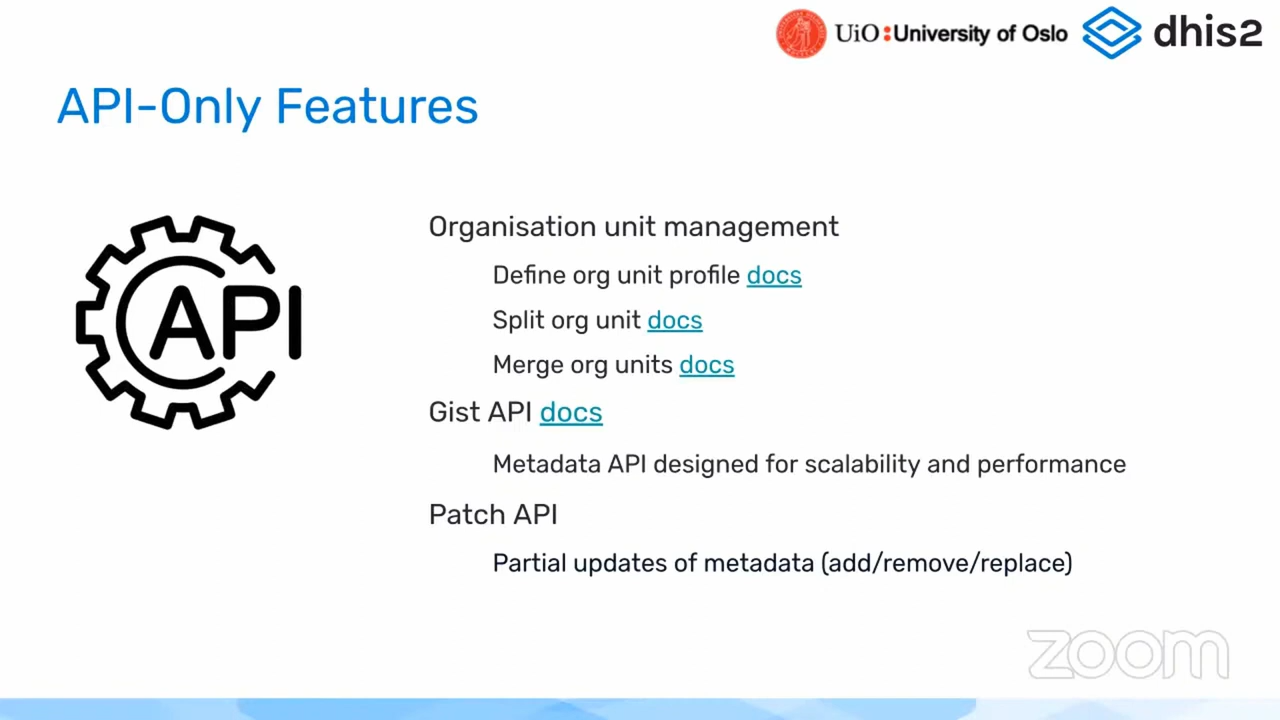 UiO:University of Oslo
dhis2
API-Only Features
API
Organisation unit management
Define org unit profile docs
Split org unit docs
Merge org units docs
Gist API docs
Metadata API designed for scalability and performance
Patch API
Partial updates of metadata (add/remove/replace)
zoom